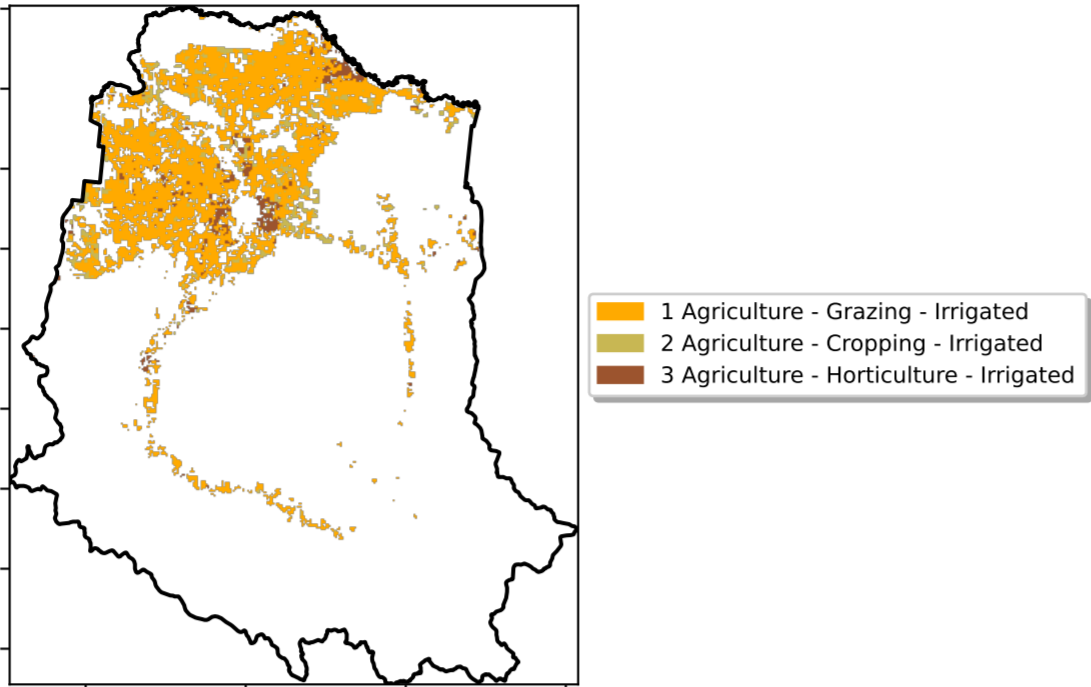 1 Agriculture - Grazing - Irrigated
2 Agriculture - Cropping - Irrigated
3 Agriculture - Horticulture - Irrigated